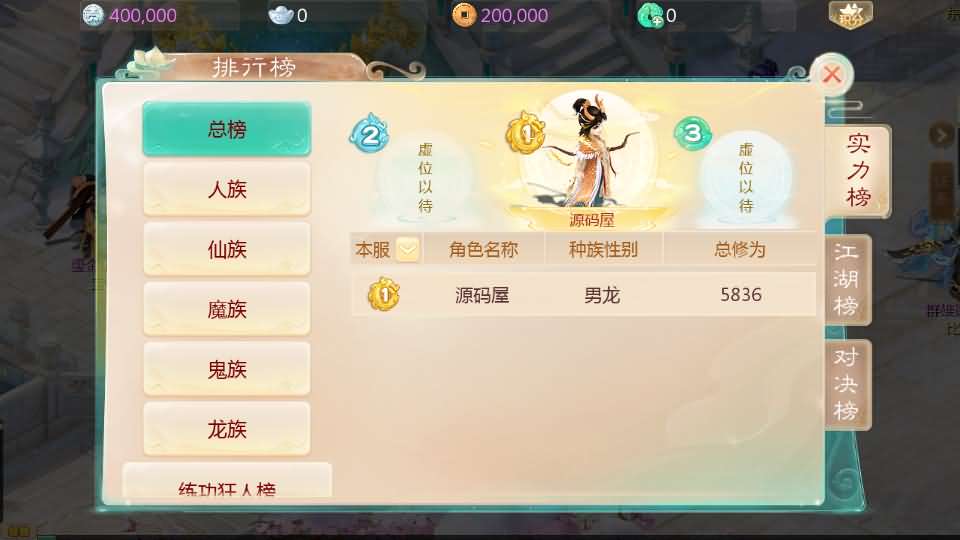 400,000
0
200,000
0
积分
排行榜
总榜
人族
仙族
魔族
鬼族
龙族
练功狂人榜
2
虚位以待
1
源码屋
3
虚位以待
本服
角色名称
种族性别
总修为
1
源码屋
男龙
5836
实力榜
江湖榜
对决榜